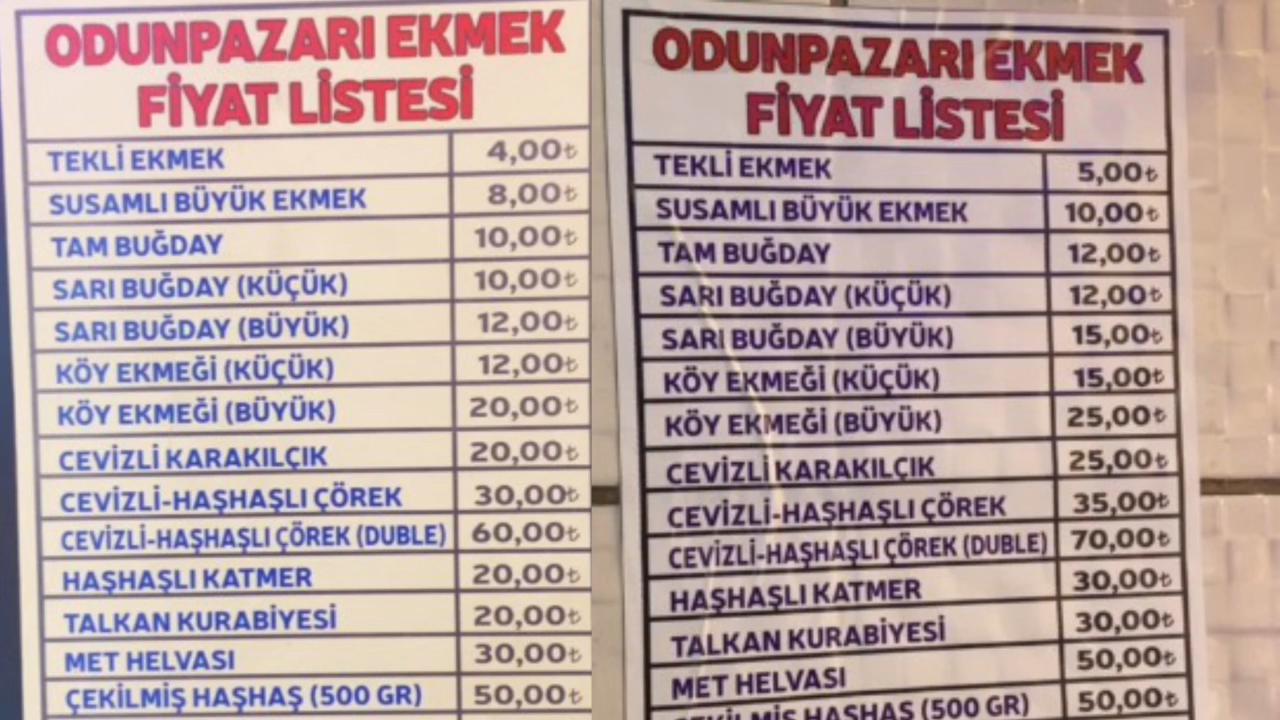 ODUNPAZARI EKMEK
FİYAT LİSTESİ
TEKLİ EKMEK 4,00₺
SUSAMLI BÜYÜK EKMEK 8,00₺
TAM BUĞDAY 10,00₺
SARI BUĞDAY (KÜÇÜK) 10,00₺
SARI BUĞDAY (BÜYÜK) 12,00₺
KÖY EKMEĞİ (KÜÇÜK) 12,00₺
KÖY EKMEĞİ (BÜYÜK) 20,00₺
CEVİZLİ KARAKILÇIK 20,00₺
CEVİZLİ-HAŞHAŞLI ÇÖREK 30,00₺
CEVİZLİ-HAŞHAŞLI ÇÖREK (DUBLE) 60,00₺
HAŞHAŞLI KATMER 20,00₺
TALKAN KURABİYESİ 20,00₺
MET HELVASI 30,00₺
ÇEKİLMİŞ HAŞHAŞ (500 GR) 50,00₺
ODUNPAZARI EKMEK
FİYAT LİSTESİ
TEKLİ EKMEK 5,00₺
SUSAMLI BÜYÜK EKMEK 10,00₺
TAM BUĞDAY 12,00₺
SARI BUĞDAY (KÜÇÜK) 12,00₺
SARI BUĞDAY (BÜYÜK) 15,00₺
KÖY EKMEĞİ (KÜÇÜK) 15,00₺
KÖY EKMEĞİ (BÜYÜK) 25,00₺
CEVİZLİ KARAKILÇIK 25,00₺
CEVİZLİ-HAŞHAŞLI ÇÖREK 35,00₺
CEVİZLİ-HAŞHAŞLI ÇÖREK (DUBLE) 70,00₺
HAŞHAŞLI KATMER 30,00₺
TALKAN KURABİYESİ 30,00₺
MET HELVASI 50,00₺
ÇEKİLMİŞ HAŞHAŞ (500 GR) 50,00₺